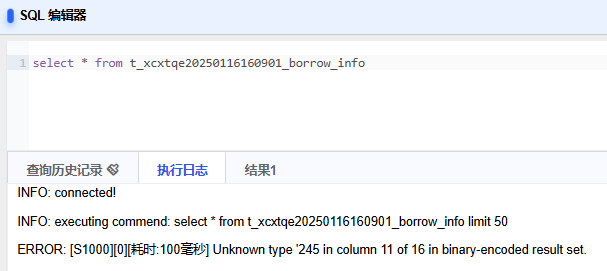 SQL 编辑器
1 select * from t_xcxtqe20250116160901_borrow_info
查询历史记录 执行日志 结果1
INFO: connected!
INFO: executing commend: select * from t_xcxtqe20250116160901_borrow_info limit 50
ERROR: [S1000][0][耗时:100毫秒] Unknown type '245 in column 11 of 16 in binary-encoded result set.